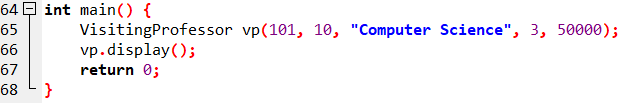 64 int main() {
65 VisitingProfessor vp(101, 10, "Computer Science", 3, 50000);
66 vp.display();
67 return 0;
68 }